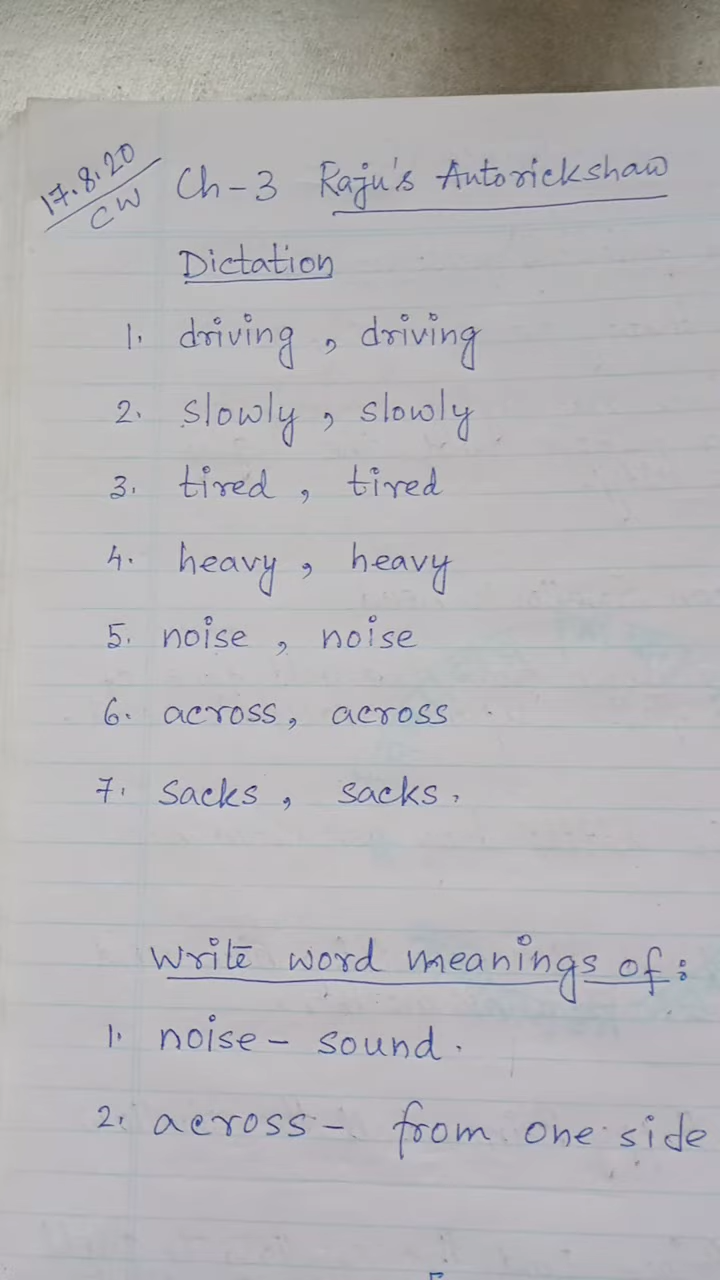 17.8.20
CW
Ch-3 Raju's Autorickshaw
Dictation
1. driving, driving
2. slowly, slowly
3. tired, tired
4. heavy, heavy
5. noise, noise
6. across, across
7. sacks, sacks.
Write word meanings of:
1. noise- sound.
2. across- from one side